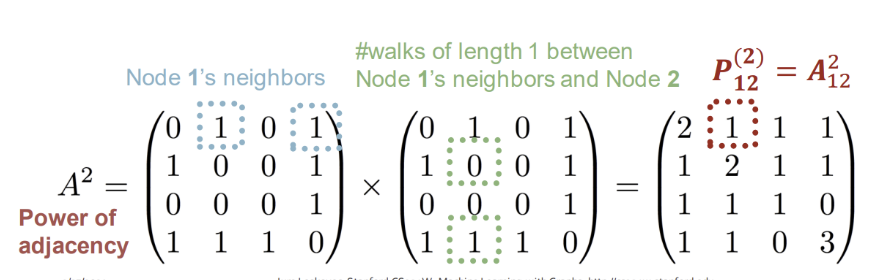 #walks of length 1 between
Node 1's neighbors
Node 1's neighbors and Node 2
P₁₂⁽²⁾ = A₁₂²
A² =
0 1 0 1
1 0 0 1
0 0 0 1
1 1 1 0
×
0 1 0 1
1 0 0 1
0 0 0 1
1 1 1 0
=
2 1 1 1
1 2 1 1
1 1 1 0
1 1 0 3
Power of
adjacency